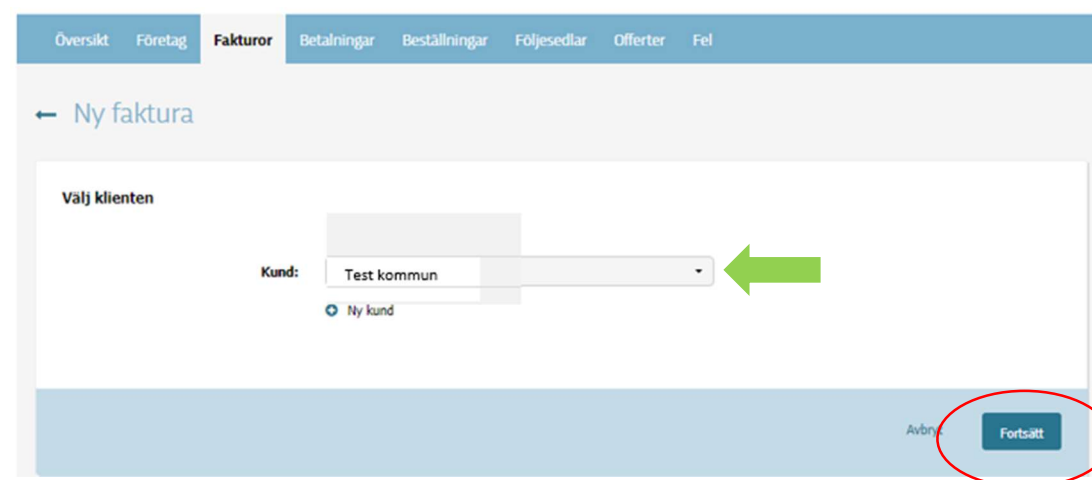 Översikt Företag Fakturor Betalningar Beställningar Följesedlar Offerter Fel
← Ny faktura
Välj klienten
Kund: Test kommun
Ny kund
Avbryt Fortsätt